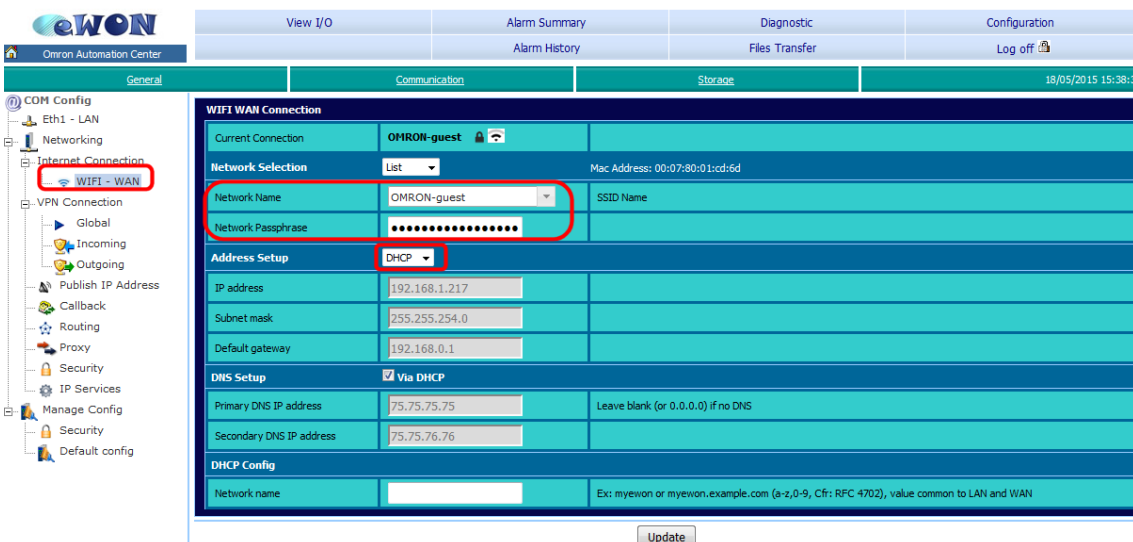 eWON
View I/O Alarm Summary Diagnostic Configuration
Omron Automation Center Alarm History Files Transfer Log off
General Communication Storage 18/05/2015 15:38:
COM Config
Eth1 - LAN
Networking
Internet Connection
WIFI - WAN
VPN Connection
Global
Incoming
Outgoing
Publish IP Address
Callback
Routing
Proxy
Security
IP Services
Manage Config
Security
Default config
WIFI WAN Connection
Current Connection OMRON-guest
Network Selection List Mac Address: 00:07:80:01:cd:6d
Network Name OMRON-guest SSID Name
Network Passphrase •••••••••••••••••
Address Setup DHCP
IP address 192.168.1.217
Subnet mask 255.255.254.0
Default gateway 192.168.0.1
DNS Setup Via DHCP
Primary DNS IP address 75.75.75.75 Leave blank (or 0.0.0.0) if no DNS
Secondary DNS IP address 75.75.76.76
DHCP Config
Network name Ex: myewon or myewon.example.com (a-z,0-9, Cfr: RFC 4702), value common to LAN and WAN
Update